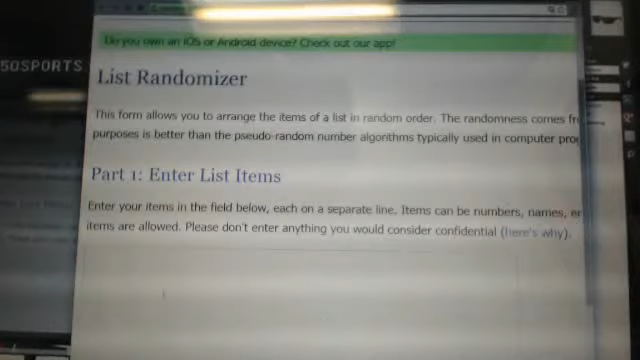 Do you own an iOS or Android device? Check out our app!
50SPORTS
List Randomizer
This form allows you to arrange the items of a list in random order. The randomness comes fr
purposes is better than the pseudo-random number algorithms typically used in computer pro
Part 1: Enter List Items
Enter your items in the field below, each on a separate line. Items can be numbers, names, e
items are allowed. Please don't enter anything you would consider confidential (here's why).